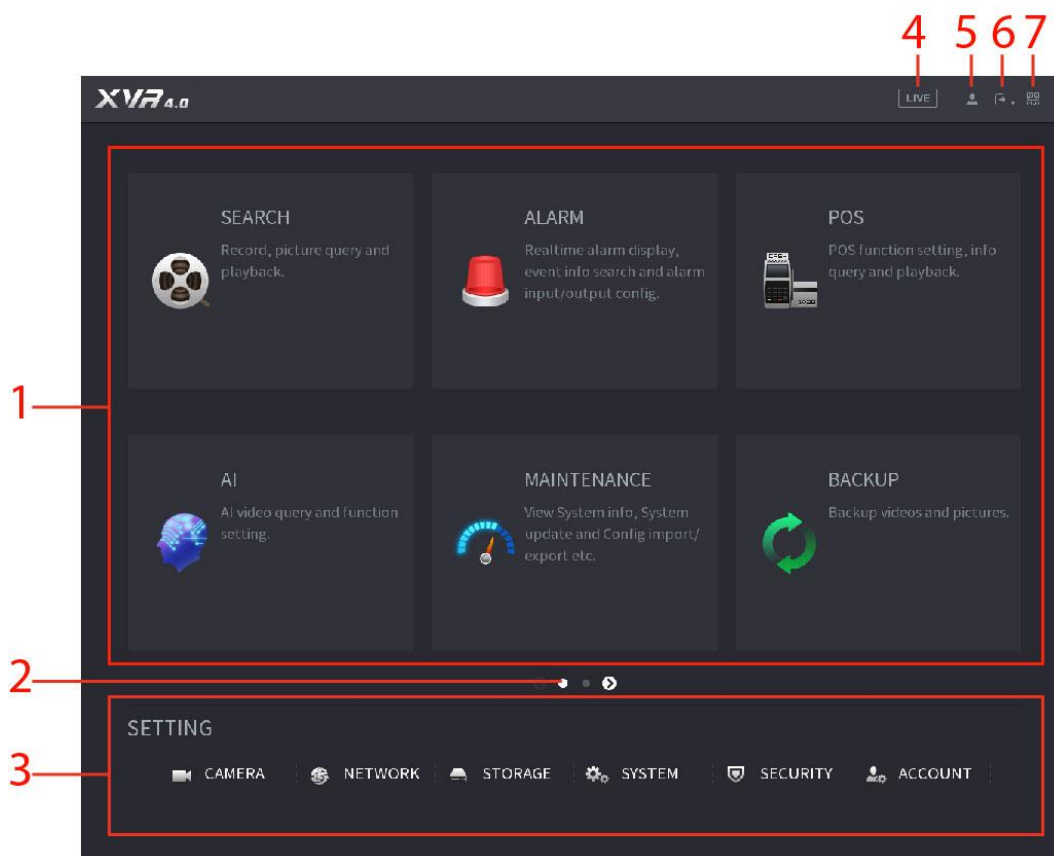 4 5 6 7
XVR 4.0
LIVE
1
SEARCH
Record, picture query and
playback.
ALARM
Realtime alarm display,
event info search and alarm
input/output config.
POS
POS function setting, info
query and playback.
AI
AI video query and function
setting.
MAINTENANCE
View System info, System
update and Config import/
export etc.
BACKUP
Backup videos and pictures.
2
3
SETTING
CAMERA NETWORK STORAGE SYSTEM SECURITY ACCOUNT